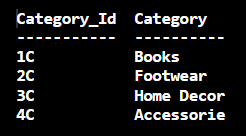 Category_Id  Category
-----------  ----------
1C           Books
2C           Footwear
3C           Home Decor
4C           Accessorie